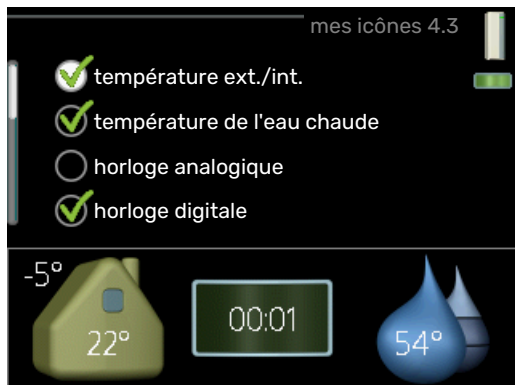 mes icônes 4.3
température ext./int.
température de l'eau chaude
horloge analogique
horloge digitale
-5°
22°
00:01
54°